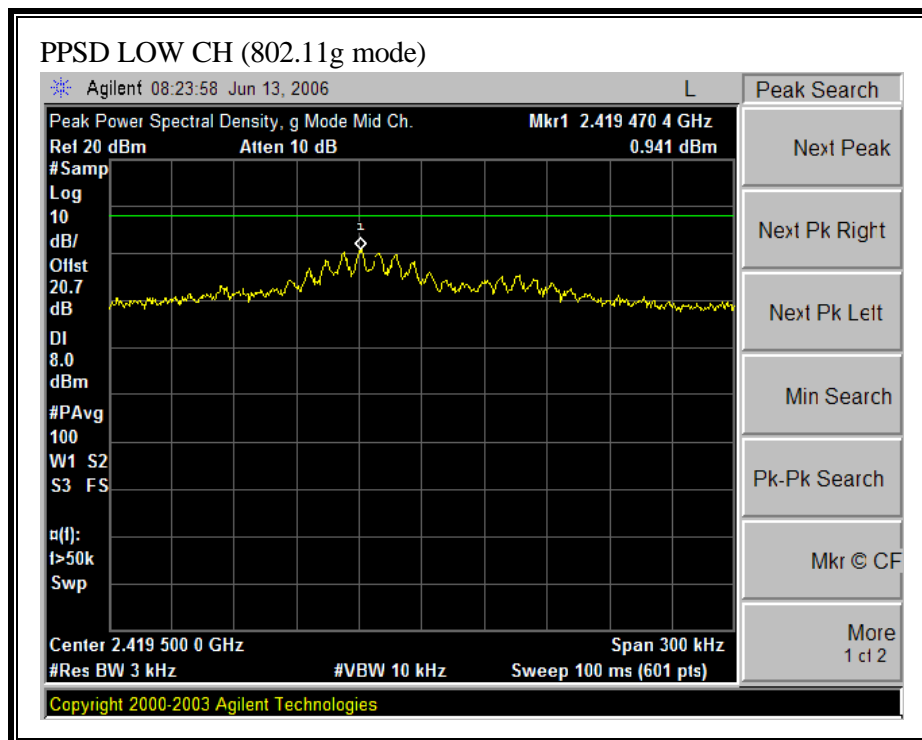 PPSD LOW CH (802.11g mode)
Agilent 08:23:58 Jun 13, 2006 L
Peak Search
Peak Power Spectral Density, g Mode Mid Ch. Mkr1 2.419 470 4 GHz
Ref 20 dBm Atten 10 dB 0.941 dBm
#Samp
Log
10
dB/
Offst
20.7
dB
DI
8.0
dBm
#PAvg
100
W1 S2
S3 FS
¤(f):
f>50k
Swp
1
Center 2.419 500 0 GHz Span 300 kHz
#Res BW 3 kHz #VBW 10 kHz Sweep 100 ms (601 pts)
Copyright 2000-2003 Agilent Technologies
Next Peak
Next Pk Right
Next Pk Left
Min Search
Pk-Pk Search
Mkr © CF
More
1 of 2